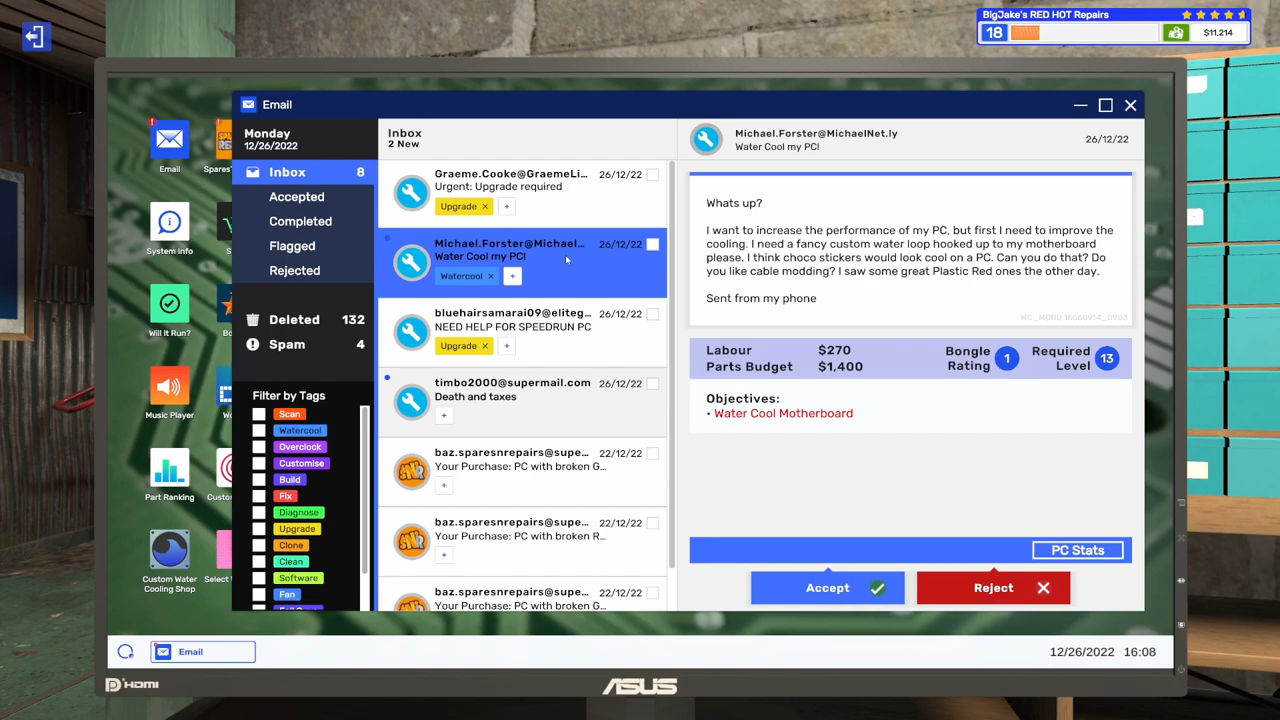 BigJake's RED HOT Repairs
18
$11,214
Email
Monday
12/26/2022
Inbox 8
Accepted
Completed
Flagged
Rejected
Deleted 132
Spam 4
Filter by Tags
Scan
Watercool
Overclock
Customise
Build
Fix
Diagnose
Upgrade
Clone
Clean
Software
Fan
Inbox
2 New
Graeme.Cooke@GraemeLi... 26/12/22
Urgent: Upgrade required
Upgrade × +
Michael.Forster@Michael... 26/12/22
Water Cool my PC!
Watercool × +
bluehairsamarai09@eliteg... 26/12/22
NEED HELP FOR SPEEDRUN PC
Upgrade × +
timbo2000@supermail.com 26/12/22
Death and taxes
+
baz.sparesnrepairs@supe... 22/12/22
Your Purchase: PC with broken G...
+
baz.sparesnrepairs@supe... 22/12/22
Your Purchase: PC with broken R...
+
baz.sparesnrepairs@supe... 22/12/22
Your Purchase: PC with broken G...
Michael.Forster@MichaelNet.ly 26/12/22
Water Cool my PC!
Whats up?
I want to increase the performance of my PC, but first I need to improve the
cooling. I need a fancy custom water loop hooked up to my motherboard
please. I think choco stickers would look cool on a PC. Can you do that? Do
you like cable modding? I saw some great Plastic Red ones the other day.
Sent from my phone
WC_MOBO:16560914_0903
Labour $270
Parts Budget $1,400
Bongle Rating 1
Required Level 13
Objectives:
• Water Cool Motherboard
PC Stats
Accept
Reject
Email
System Info
Will it Run?
Music Player
Part Ranking
Custom Water
Cooling Shop
Email
12/26/2022 16:08
HDMI
ASUS